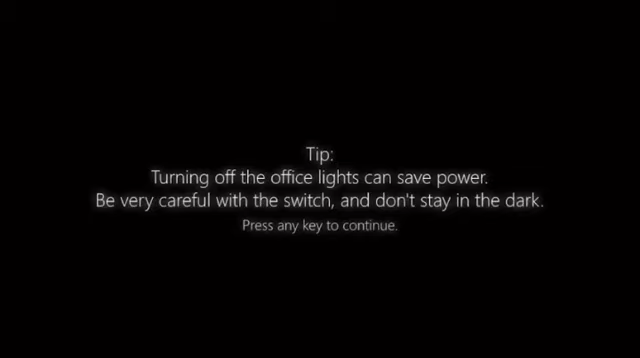 Tip:
Turning off the office lights can save power.
Be very careful with the switch, and don't stay in the dark.
Press any key to continue.